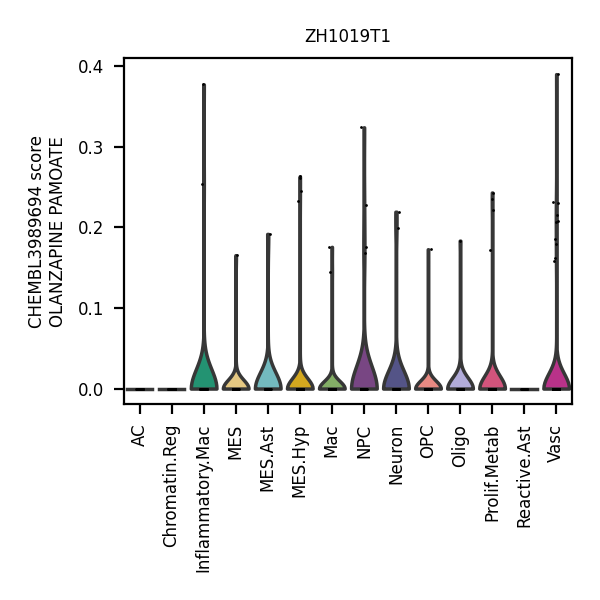 ZH1019T1
CHEMBL3989694 score
OLANZAPINE PAMOATE
0.4
0.3
0.2
0.1
0.0
AC
Chromatin.Reg
Inflammatory.Mac
MES
MES.Ast
MES.Hyp
Mac
NPC
Neuron
OPC
Oligo
Prolif.Metab
Reactive.Ast
Vasc